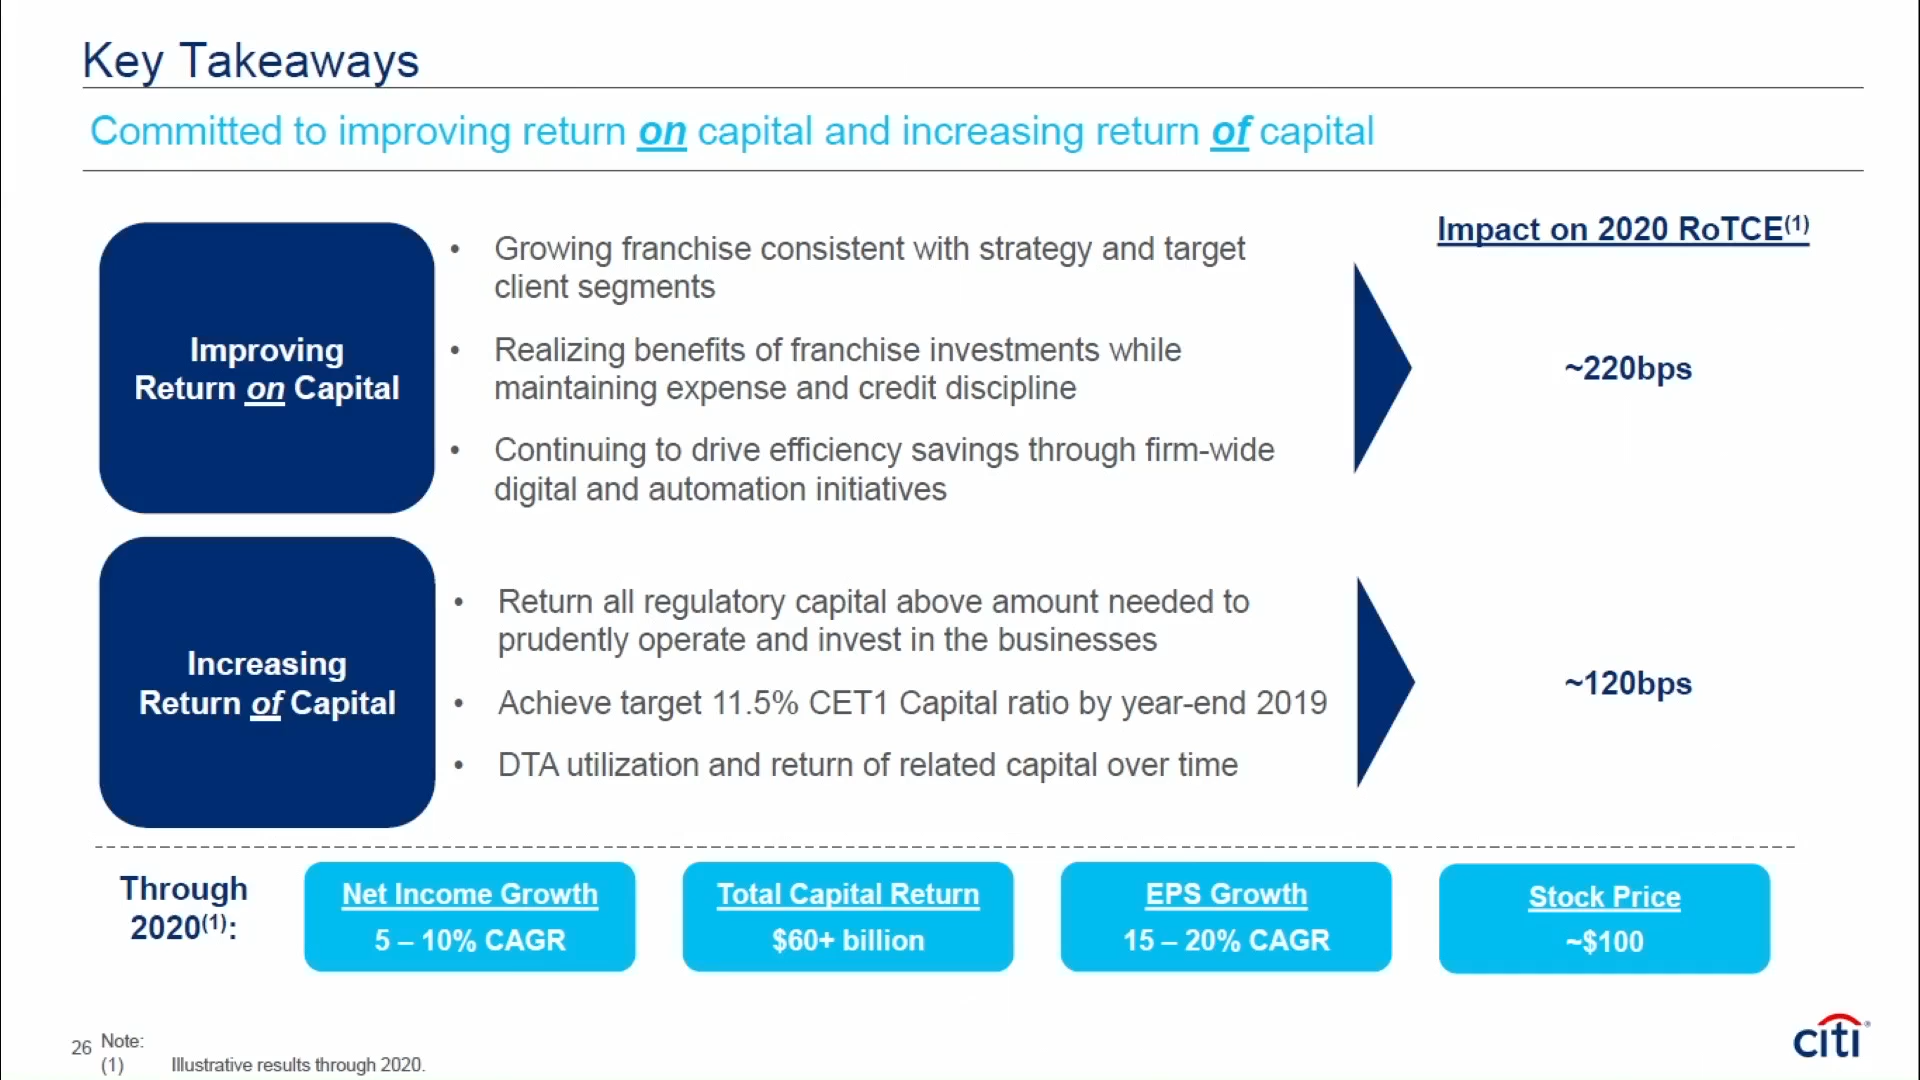 Key Takeaways
Committed to improving return on capital and increasing return of capital
Impact on 2020 RoTCE(1)
Improving
Return on Capital
• Growing franchise consistent with strategy and target
client segments
• Realizing benefits of franchise investments while
maintaining expense and credit discipline
• Continuing to drive efficiency savings through firm-wide
digital and automation initiatives
~220bps
Increasing
Return of Capital
• Return all regulatory capital above amount needed to
prudently operate and invest in the businesses
• Achieve target 11.5% CET1 Capital ratio by year-end 2019
• DTA utilization and return of related capital over time
~120bps
Through
2020(1):
Net Income Growth
5 – 10% CAGR
Total Capital Return
$60+ billion
EPS Growth
15 – 20% CAGR
Stock Price
~$100
26
Note:
(1) Illustrative results through 2020.
citi®